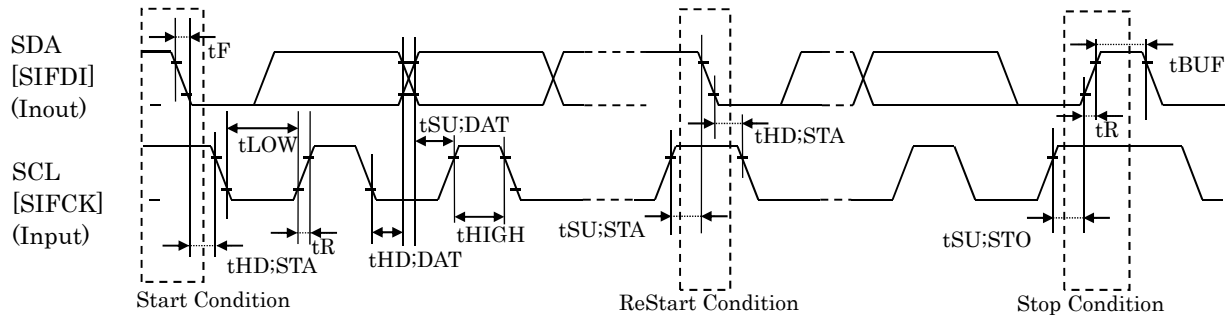 SDA
[SIFDI]
(Inout)
tF
tBUF
tSU;DAT
tLOW
tHD;STA
tR
SCL
[SIFCK]
(Input)
tHIGH
tSU;STA
tR
tSU;STO
tHD;STA
tHD;DAT
Start Condition
ReStart Condition
Stop Condition